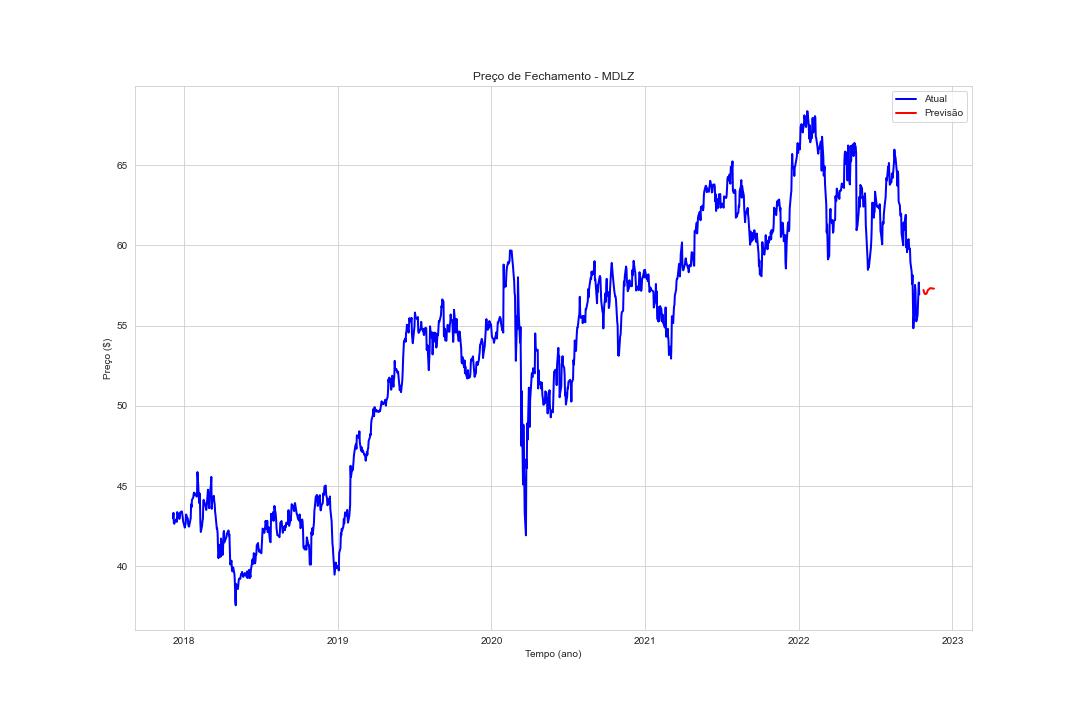 Preço de Fechamento - MDLZ
Atual
Previsão
Preço ($)
65
60
55
50
45
40
2018
2019
2020
2021
2022
2023
Tempo (ano)